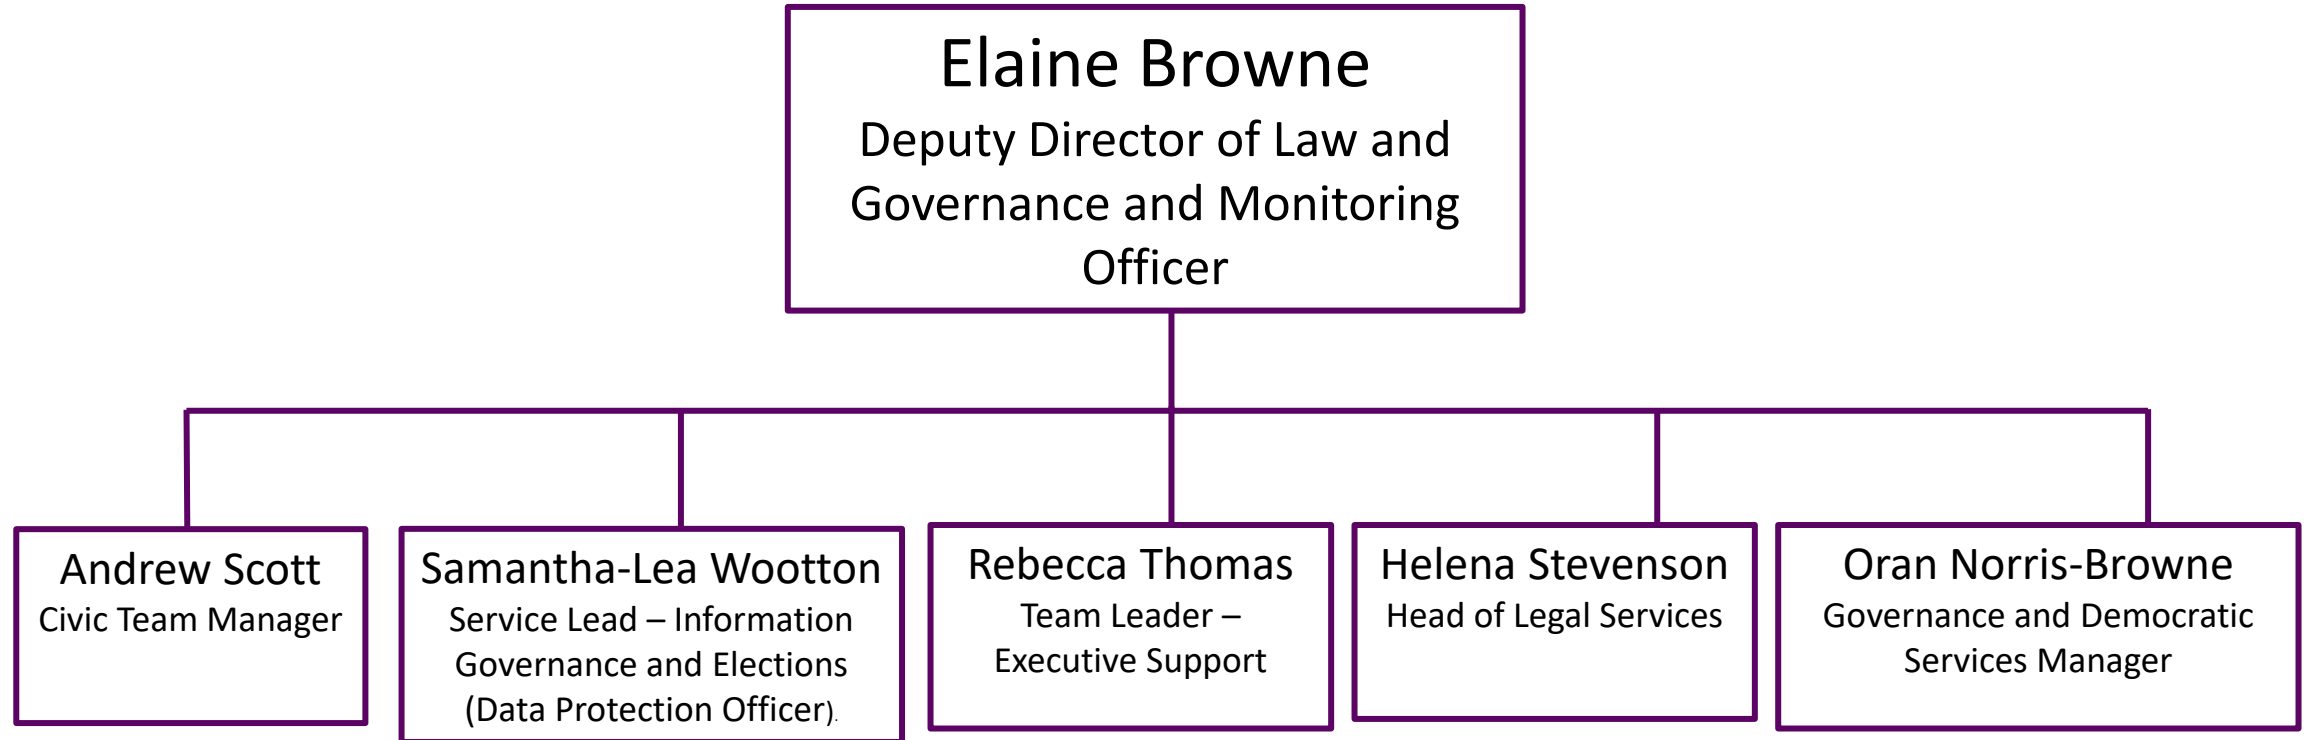 Elaine Browne
Deputy Director of Law and
Governance and Monitoring
Officer
Andrew Scott
Civic Team Manager
Samantha-Lea Wootton
Service Lead – Information
Governance and Elections
(Data Protection Officer).
Rebecca Thomas
Team Leader –
Executive Support
Helena Stevenson
Head of Legal Services
Oran Norris-Browne
Governance and Democratic
Services Manager